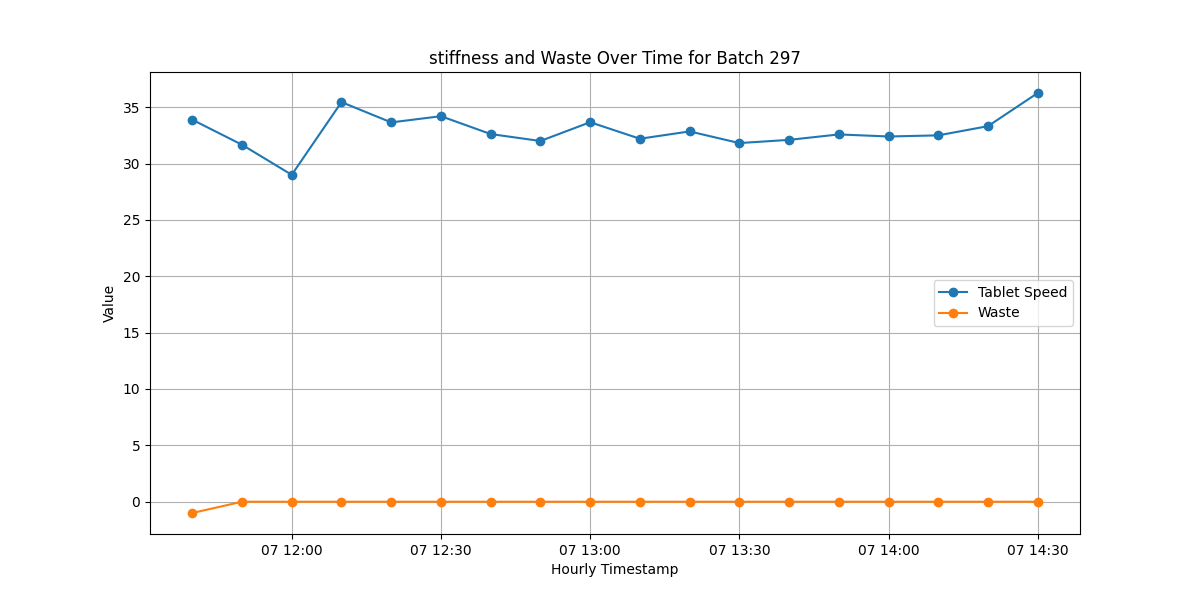 stiffness and Waste Over Time for Batch 297
35
30
25
20
15
10
5
0
Value
Tablet Speed
Waste
07 12:00 07 12:30 07 13:00 07 13:30 07 14:00 07 14:30
Hourly Timestamp